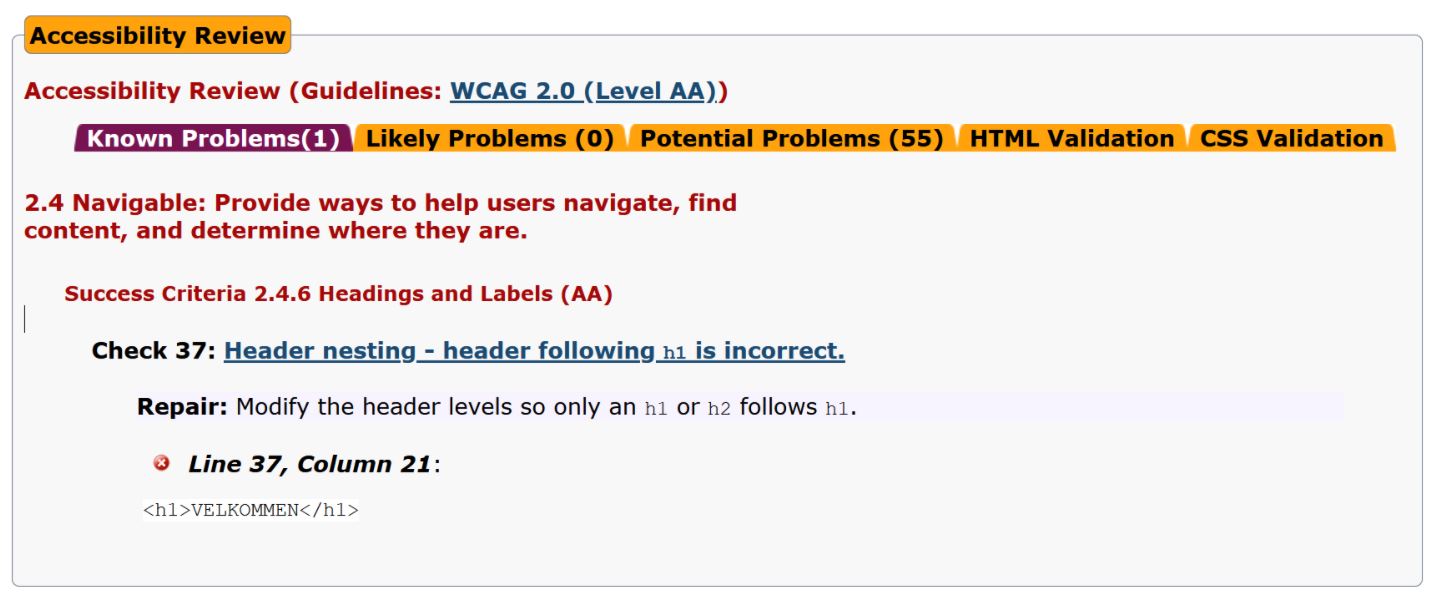 Accessibility Review
Accessibility Review (Guidelines: WCAG 2.0 (Level AA))
Known Problems(1) Likely Problems (0) Potential Problems (55) HTML Validation CSS Validation
2.4 Navigable: Provide ways to help users navigate, find
content, and determine where they are.
Success Criteria 2.4.6 Headings and Labels (AA)
Check 37: Header nesting - header following h1 is incorrect.
Repair: Modify the header levels so only an h1 or h2 follows h1.
Line 37, Column 21:
<h1>VELKOMMEN</h1>